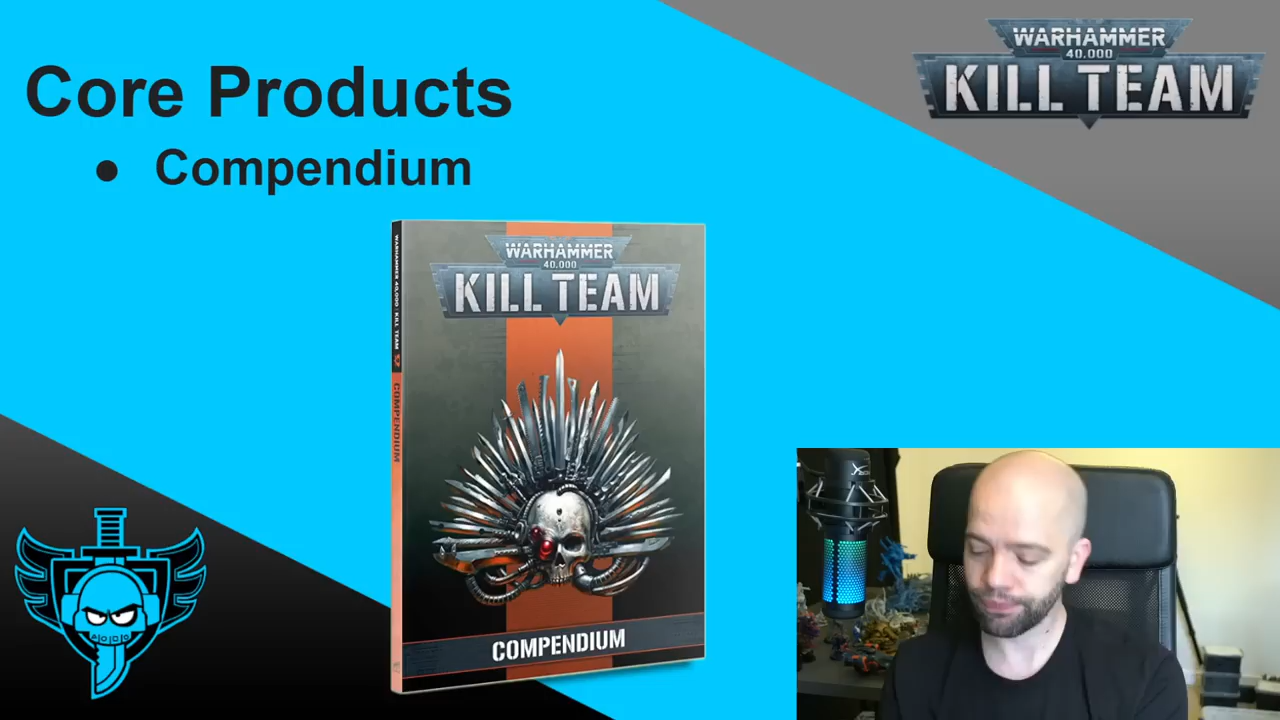 Core Products
● Compendium
WARHAMMER
40,000
KILL TEAM
WARHAMMER
40,000
KILL TEAM
COMPENDIUM
WARHAMMER 40,000 KILL TEAM
COMPENDIUM